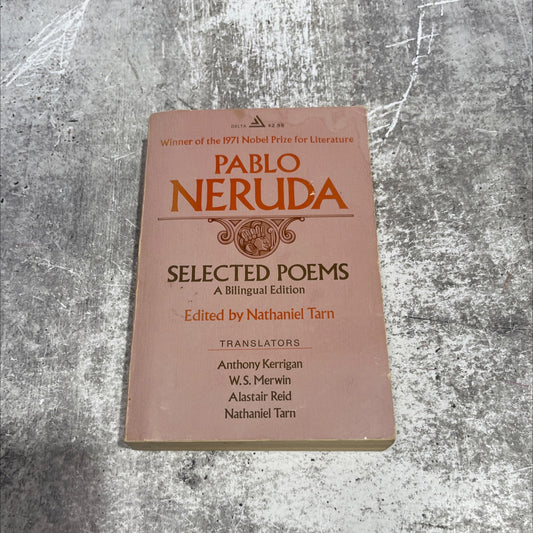 DELTA $2.95
Winner of the 1971 Nobel Prize for Literature
PABLO
NERUDA
SELECTED POEMS
A Bilingual Edition
Edited by Nathaniel Tarn
TRANSLATORS
Anthony Kerrigan
W. S. Merwin
Alastair Reid
Nathaniel Tarn